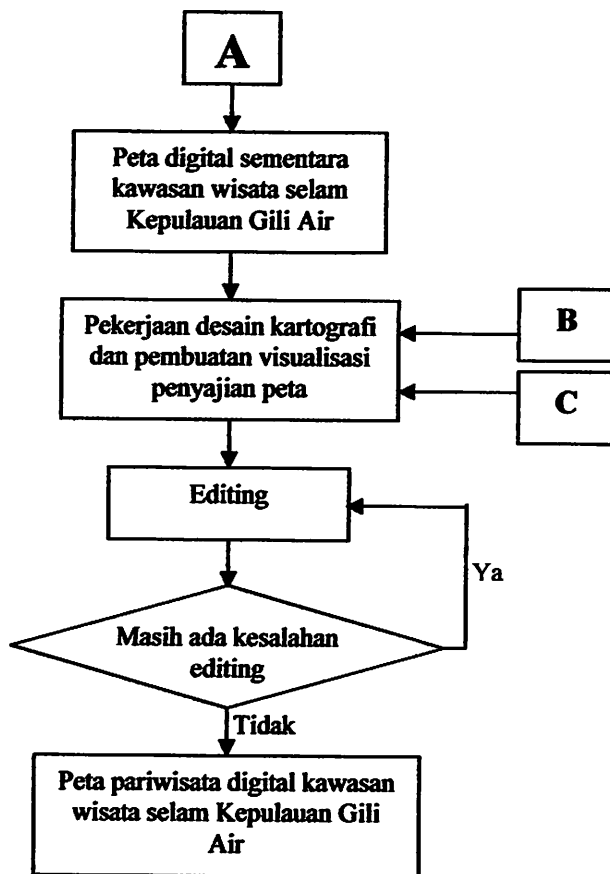 A
Peta digital sementara
kawasan wisata selam
Kepulauan Gili Air
Pekerjaan desain kartografi
dan pembuatan visualisasi
penyajian peta
B
C
Editing
Ya
Masih ada kesalahan
editing
Tidak
Peta pariwisata digital kawasan
wisata selam Kepulauan Gili
Air